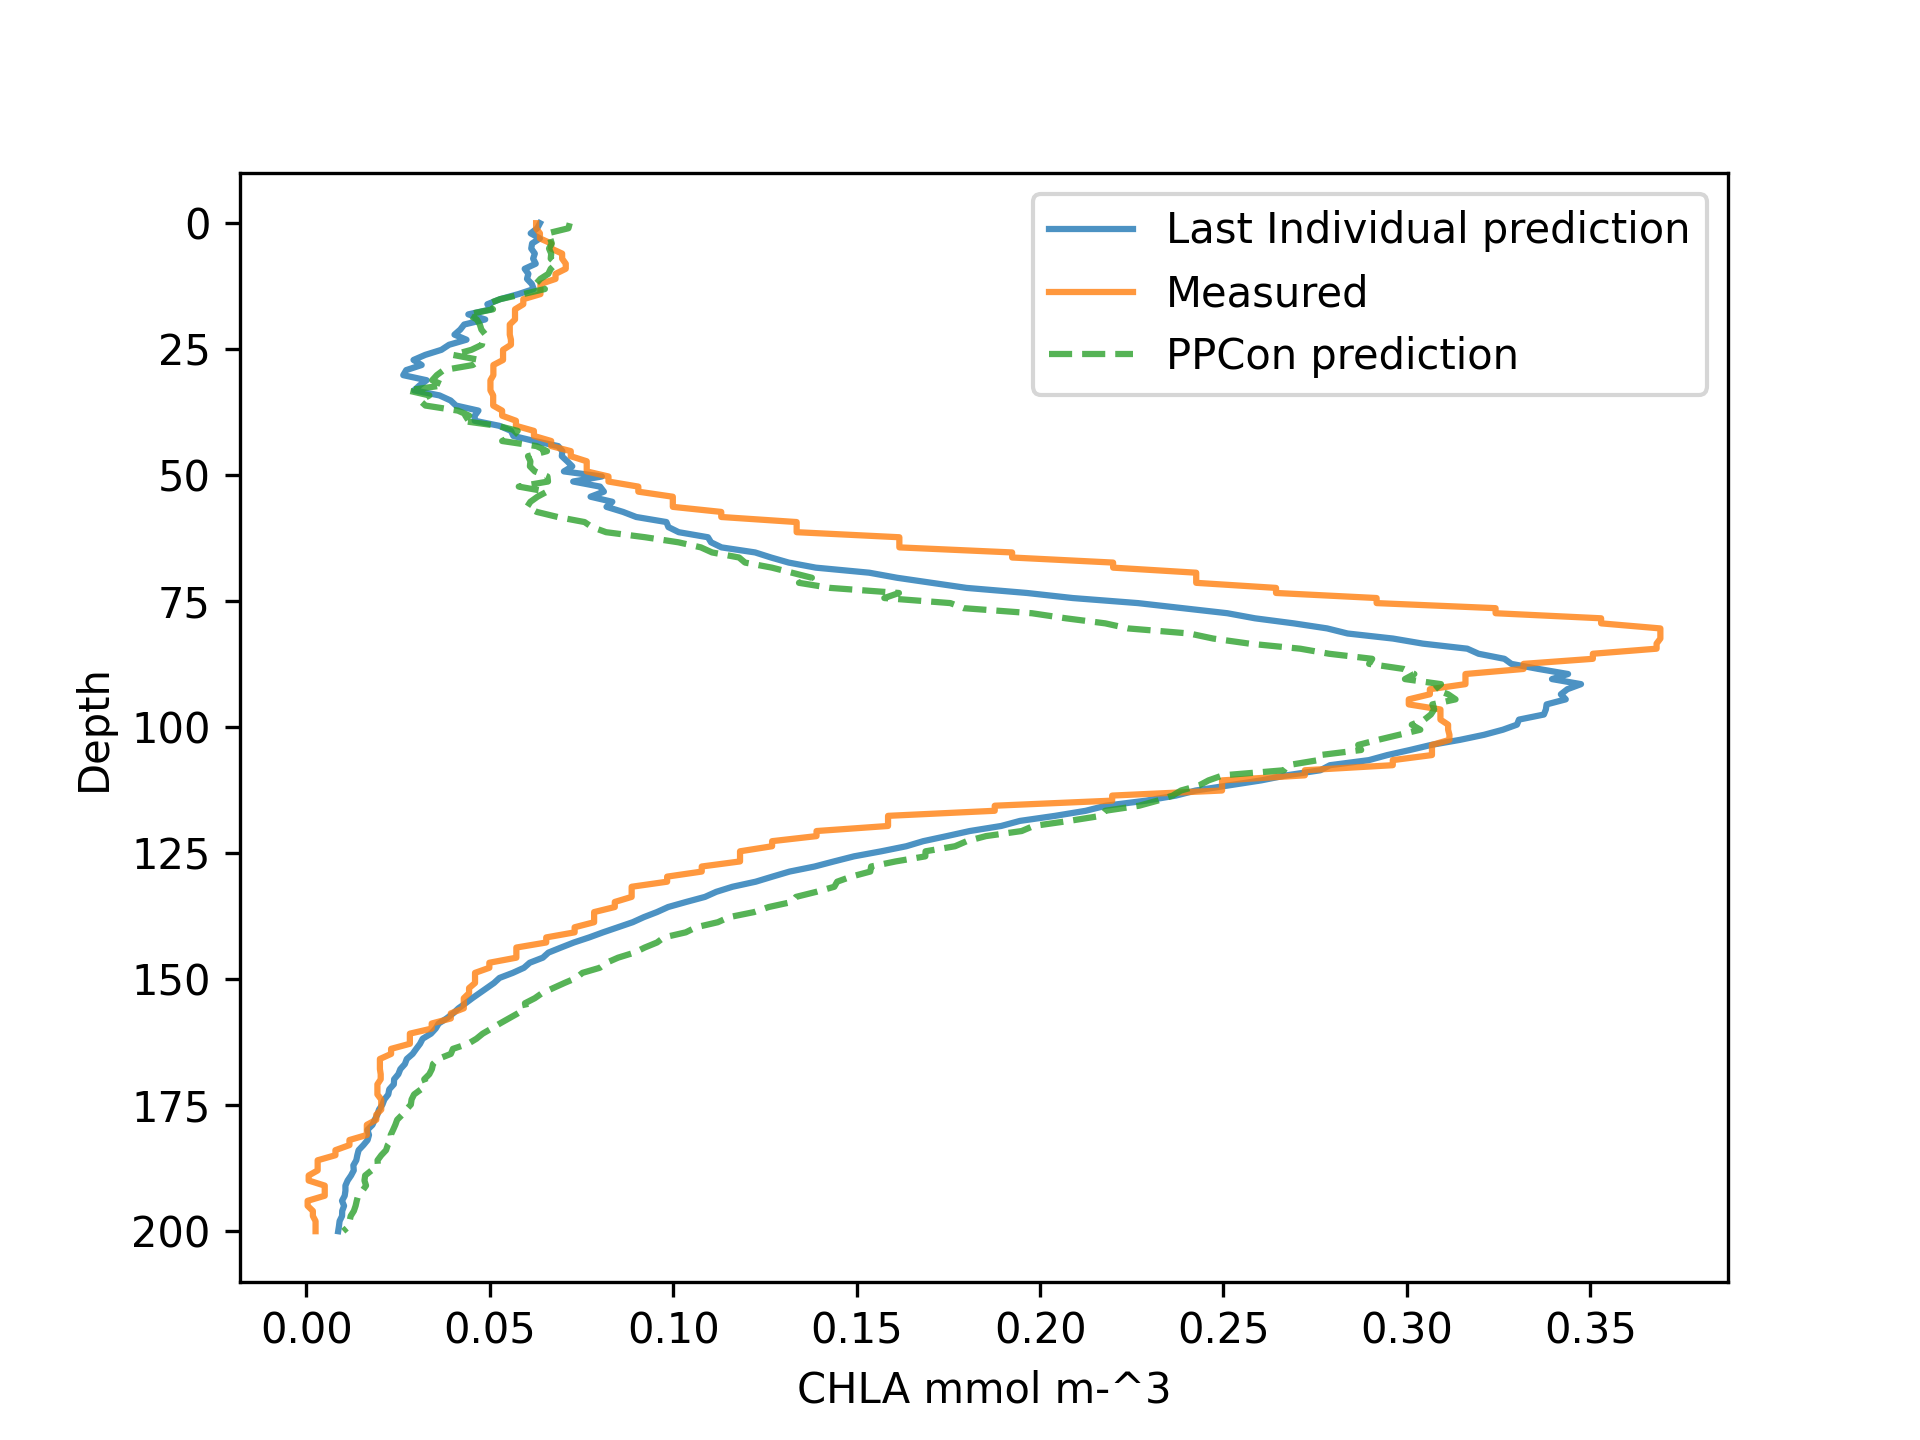 Last Individual prediction
Measured
PPCon prediction
0
25
50
75
100
125
150
175
200
Depth
0.00 0.05 0.10 0.15 0.20 0.25 0.30 0.35
CHLA mmol m-^3